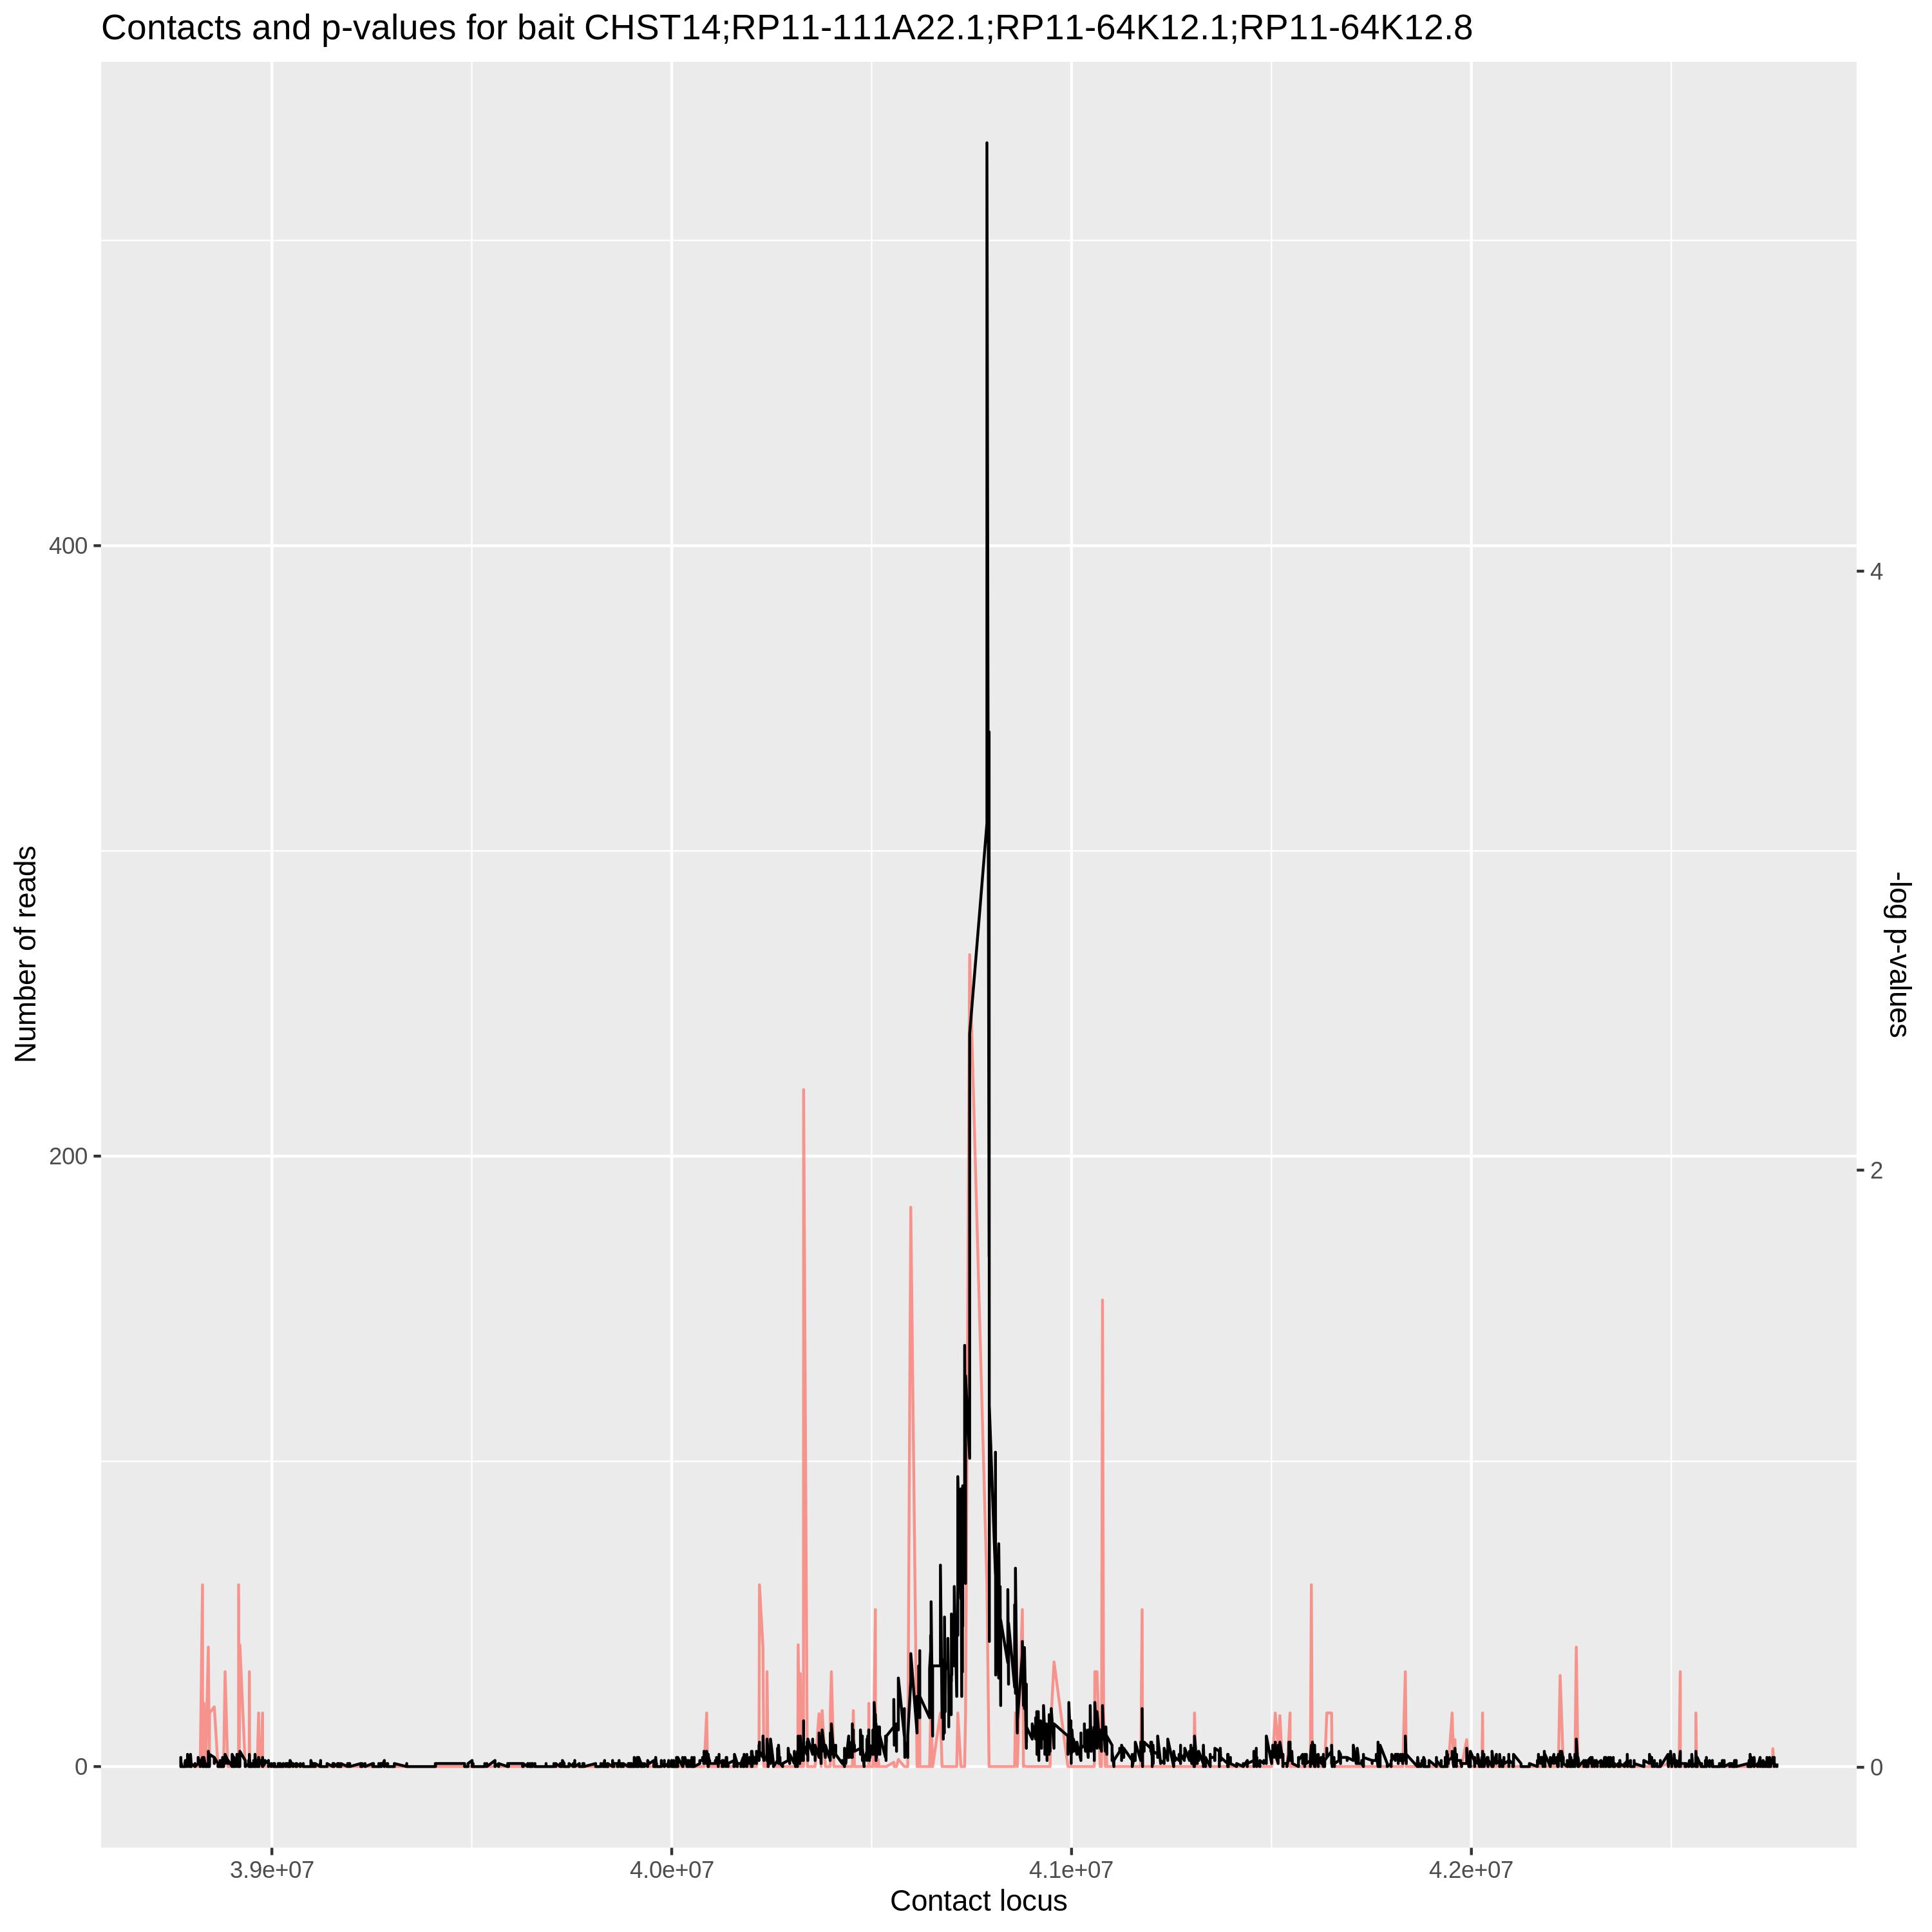 Contacts and p-values for bait CHST14;RP11-111A22.1;RP11-64K12.1;RP11-64K12.8
400
200
0
Number of reads
4
2
0
-log p-values
3.9e+07
4.0e+07
4.1e+07
4.2e+07
Contact locus